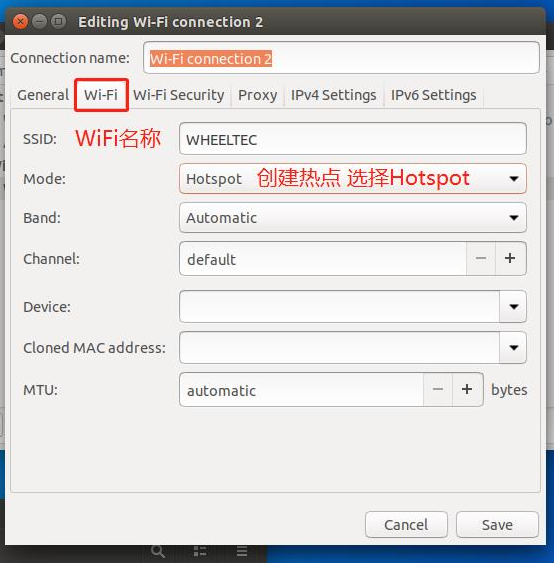 Editing Wi-Fi connection 2
Connection name: Wi-Fi connection 2
General Wi-Fi Wi-Fi Security Proxy IPv4 Settings IPv6 Settings
SSID: WiFi名称 WHEELTEC
Mode: Hotspot 创建热点 选择Hotspot
Band: Automatic
Channel: default
Device:
Cloned MAC address:
MTU: automatic bytes
Cancel Save